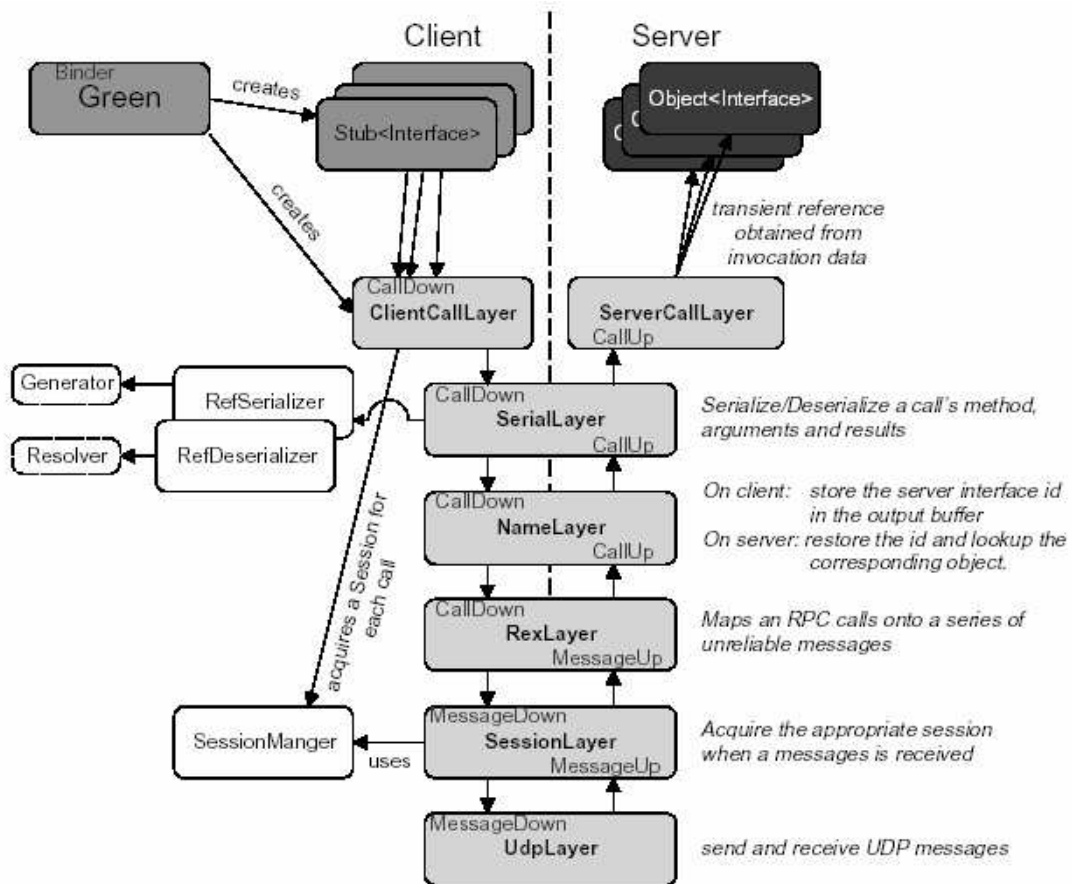 Client
Server
Binder
Green
creates
Stub<Interface>
Object<Interface>
creates
transient reference
obtained from
invocation data
CallDown
ClientCallLayer
ServerCallLayer
CallUp
Generator
RefSerializer
Resolver
RefDeserializer
CallDown
SerialLayer
CallUp
Serialize/Deserialize a call's method,
arguments and results
CallDown
NameLayer
CallUp
On client: store the server interface id
in the output buffer
On server: restore the id and lookup the
corresponding object.
acquires a Session for
each call
CallDown
RexLayer
MessageUp
Maps an RPC calls onto a series of
unreliable messages
SessionManger
uses
MessageDown
SessionLayer
MessageUp
Acquire the appropriate session
when a messages is received
MessageDown
UdpLayer
send and receive UDP messages